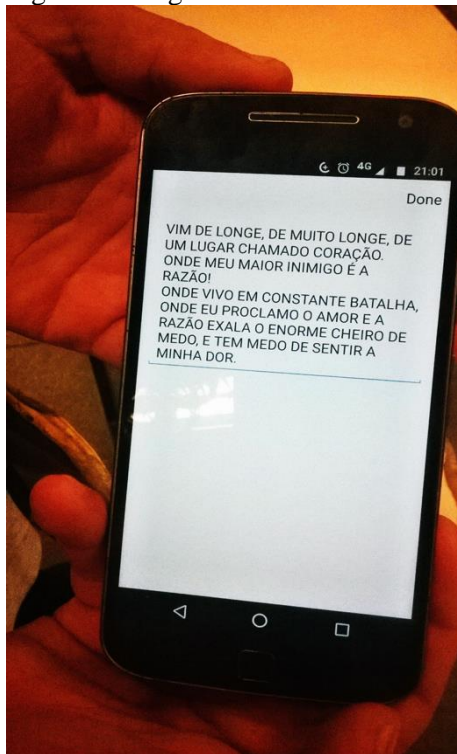 4G 21:01
Done
VIM DE LONGE, DE MUITO LONGE, DE
UM LUGAR CHAMADO CORAÇÃO.
ONDE MEU MAIOR INIMIGO É A
RAZÃO!
ONDE VIVO EM CONSTANTE BATALHA,
ONDE EU PROCLAMO O AMOR E A
RAZÃO EXALA O ENORME CHEIRO DE
MEDO, E TEM MEDO DE SENTIR A
MINHA DOR.